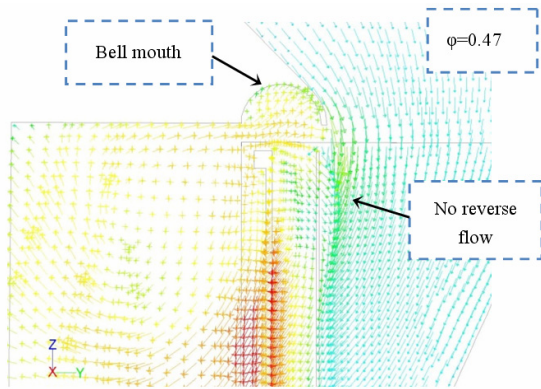 Bell mouth
φ=0.47
No reverse
flow
Z
X
Y